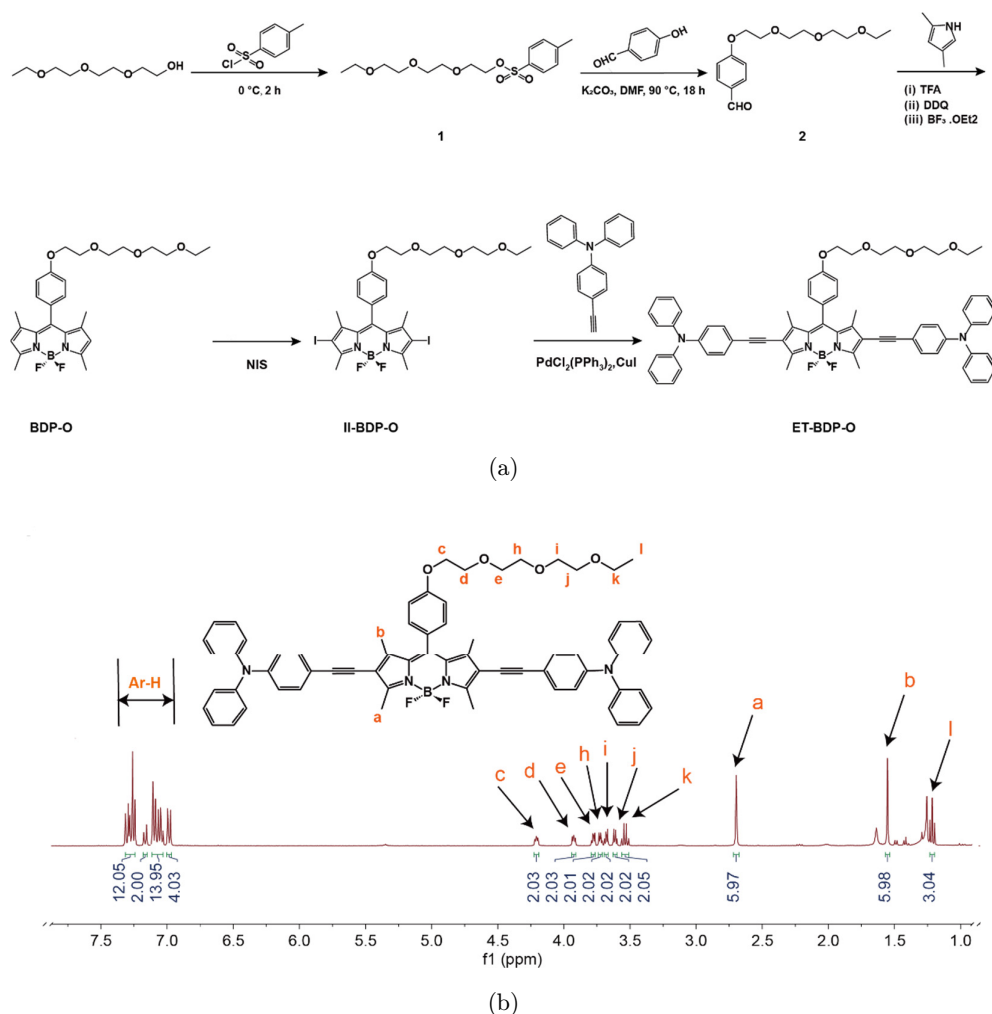 O
O
O
OH
Cl
S
O
O
0 °C, 2 h
O
O
O
O
S
O
O
1
CHO
OH
K₂CO₃, DMF, 90 °C, 18 h
O
O
O
O
CHO
2
NH
(i) TFA
(ii) DDQ
(iii) BF₃ .OEt2
O
O
O
O
N
B
N
F
F
BDP-O
NIS
O
O
O
O
I
I
N
B
N
F
F
II-BDP-O
N
PdCl₂(PPh₃)₂,CuI
O
O
O
O
N
N
N
B
N
F
F
ET-BDP-O
(a)
c O d O e h O i j O k l
b
N
N
N B N
F F
a
Ar-H
c d e h i j k a b l
12.05 2.00 13.95 4.03 2.03 2.03 2.01 2.02 2.02 2.02 2.05 5.97 5.98 3.04
7.5 7.0 6.5 6.0 5.5 5.0 4.5 4.0 3.5 3.0 2.5 2.0 1.5 1.0
f1 (ppm)
(b)